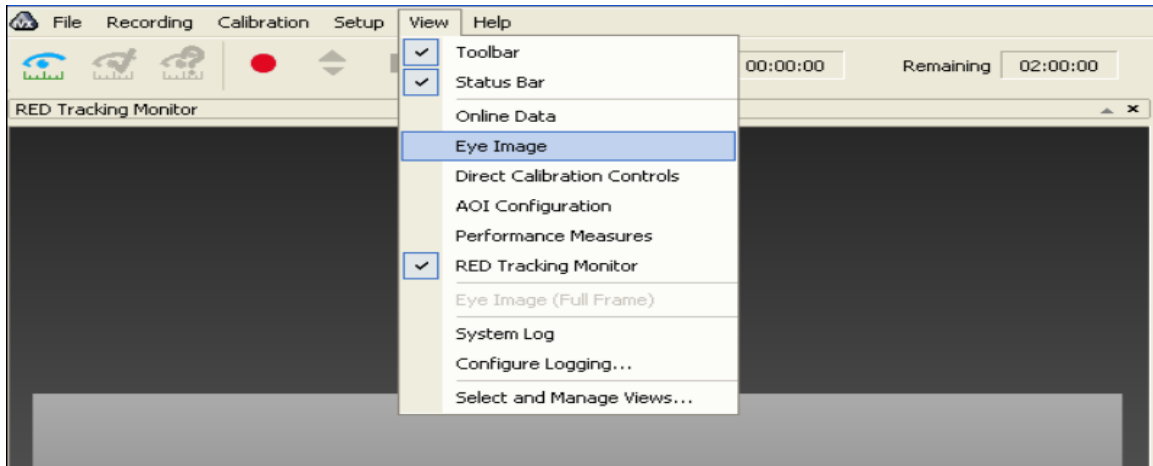 File Recording Calibration Setup View Help
00:00:00 Remaining 02:00:00
RED Tracking Monitor
Toolbar
Status Bar
Online Data
Eye Image
Direct Calibration Controls
AOI Configuration
Performance Measures
RED Tracking Monitor
Eye Image (Full Frame)
System Log
Configure Logging...
Select and Manage Views...